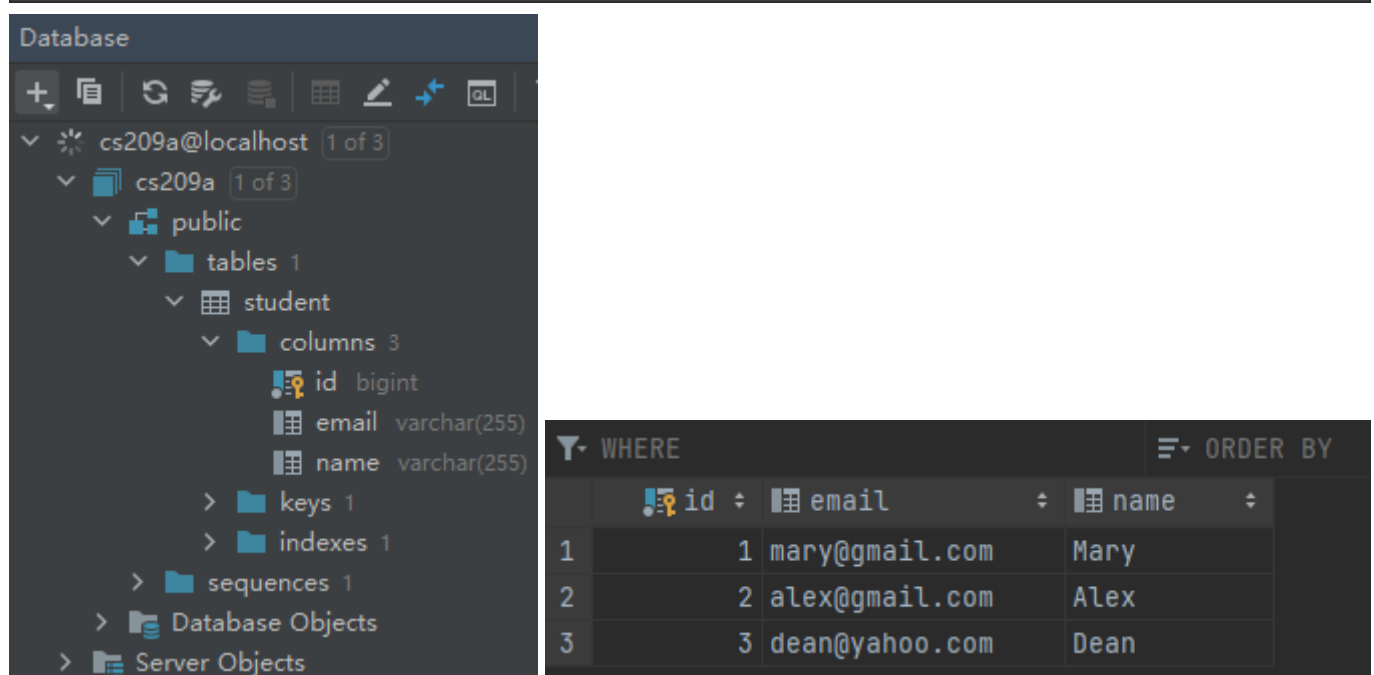 Database
QL
cs209a@localhost 1 of 3
cs209a 1 of 3
public
tables 1
student
columns 3
id bigint
email varchar(255)
name varchar(255)
keys 1
indexes 1
sequences 1
Database Objects
Server Objects
WHERE ORDER BY
id email name
1 1 mary@gmail.com Mary
2 2 alex@gmail.com Alex
3 3 dean@yahoo.com Dean